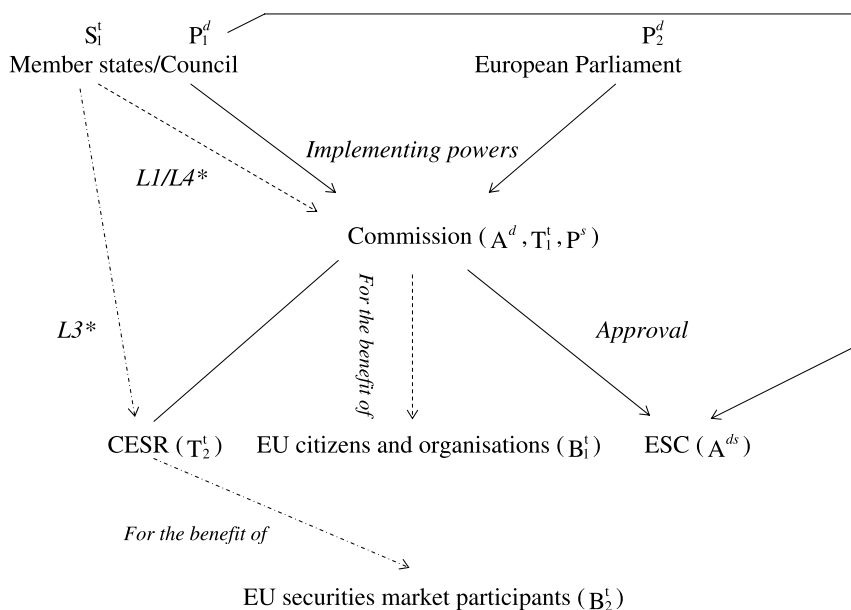 S₁ᵗ P₁ᵈ P₂ᵈ
Member states/Council European Parliament
Implementing powers
L1/L4*
Commission (Aᵈ, T₁ᵗ, Pˢ)
For the benefit of
L3* Approval
CESR (T₂ᵗ) EU citizens and organisations (B₁ᵗ) ESC (Aᵈˢ)
For the benefit of
EU securities market participants (B₂ᵗ)